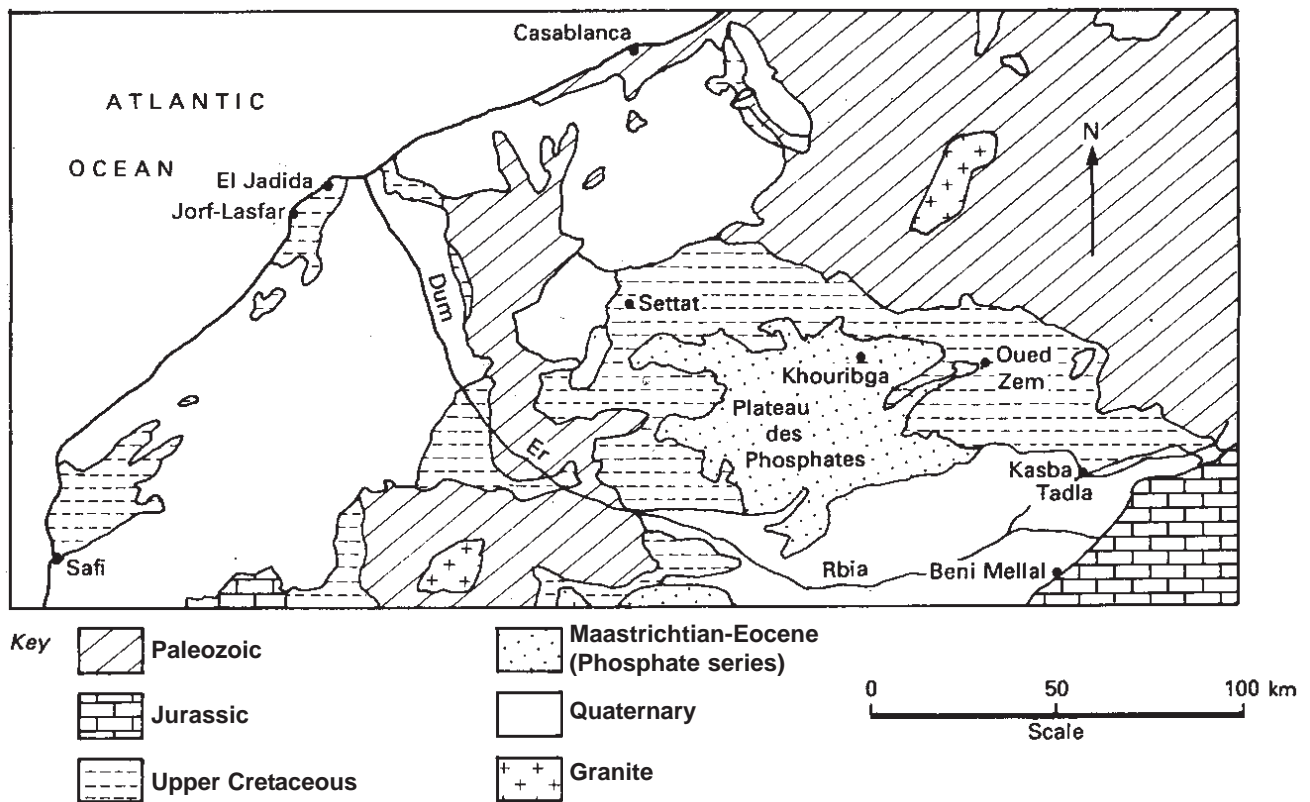 Casablanca
ATLANTIC
OCEAN
N
El Jadida
Jorf-Lasfar
Dum
Settat
Khouribga
Oued
Zem
Plateau
des
Phosphates
Er
Kasba
Tadla
Safi
Rbia
Beni Mellal
Key
Paleozoic
Jurassic
Upper Cretaceous
Maastrichtian-Eocene
(Phosphate series)
Quaternary
Granite
0 50 100 km
Scale